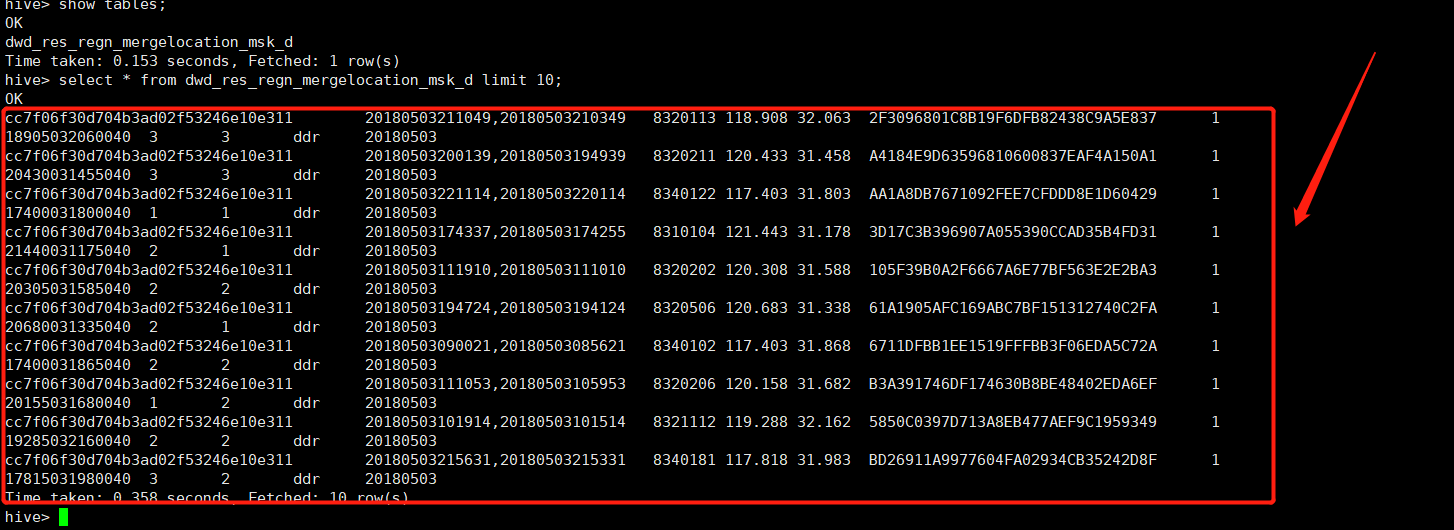 hive> show tables;
OK
dwd_res_regn_mergelocation_msk_d
Time taken: 0.153 seconds, Fetched: 1 row(s)
hive> select * from dwd_res_regn_mergelocation_msk_d limit 10;
OK
cc7f06f30d704b3ad02f53246e10e311 20180503211049,20180503210349 8320113 118.908 32.063 2F3096801C8B19F6DFB82438C9A5E837 1
18905032060040 3 3 ddr 20180503
cc7f06f30d704b3ad02f53246e10e311 20180503200139,20180503194939 8320211 120.433 31.458 A4184E9D63596810600837EAF4A150A1 1
20430031455040 3 3 ddr 20180503
cc7f06f30d704b3ad02f53246e10e311 20180503221114,20180503220114 8340122 117.403 31.803 AA1A8DB7671092FEE7CFDDD8E1D60429 1
17400031800040 1 1 ddr 20180503
cc7f06f30d704b3ad02f53246e10e311 20180503174337,20180503174255 8310104 121.443 31.178 3D17C3B396907A055390CCAD35B4FD31 1
21440031175040 2 1 ddr 20180503
cc7f06f30d704b3ad02f53246e10e311 20180503111910,20180503111010 8320202 120.308 31.588 105F39B0A2F6667A6E77BF563E2E2BA3 1
20305031585040 2 2 ddr 20180503
cc7f06f30d704b3ad02f53246e10e311 20180503194724,20180503194124 8320506 120.683 31.338 61A1905AFC169ABC7BF151312740C2FA 1
20680031335040 2 1 ddr 20180503
cc7f06f30d704b3ad02f53246e10e311 20180503090021,20180503085621 8340102 117.403 31.868 6711DFBB1EE1519FFFBB3F06EDA5C72A 1
17400031865040 2 2 ddr 20180503
cc7f06f30d704b3ad02f53246e10e311 20180503111053,20180503105953 8320206 120.158 31.682 B3A391746DF174630B8BE48402EDA6EF 1
20155031680040 1 2 ddr 20180503
cc7f06f30d704b3ad02f53246e10e311 20180503101914,20180503101514 8321112 119.288 32.162 5850C0397D713A8EB477AEF9C1959349 1
19285032160040 2 2 ddr 20180503
cc7f06f30d704b3ad02f53246e10e311 20180503215631,20180503215331 8340181 117.818 31.983 BD26911A9977604FA02934CB35242D8F 1
17815031980040 3 2 ddr 20180503
Time taken: 0.358 seconds, Fetched: 10 row(s)
hive>